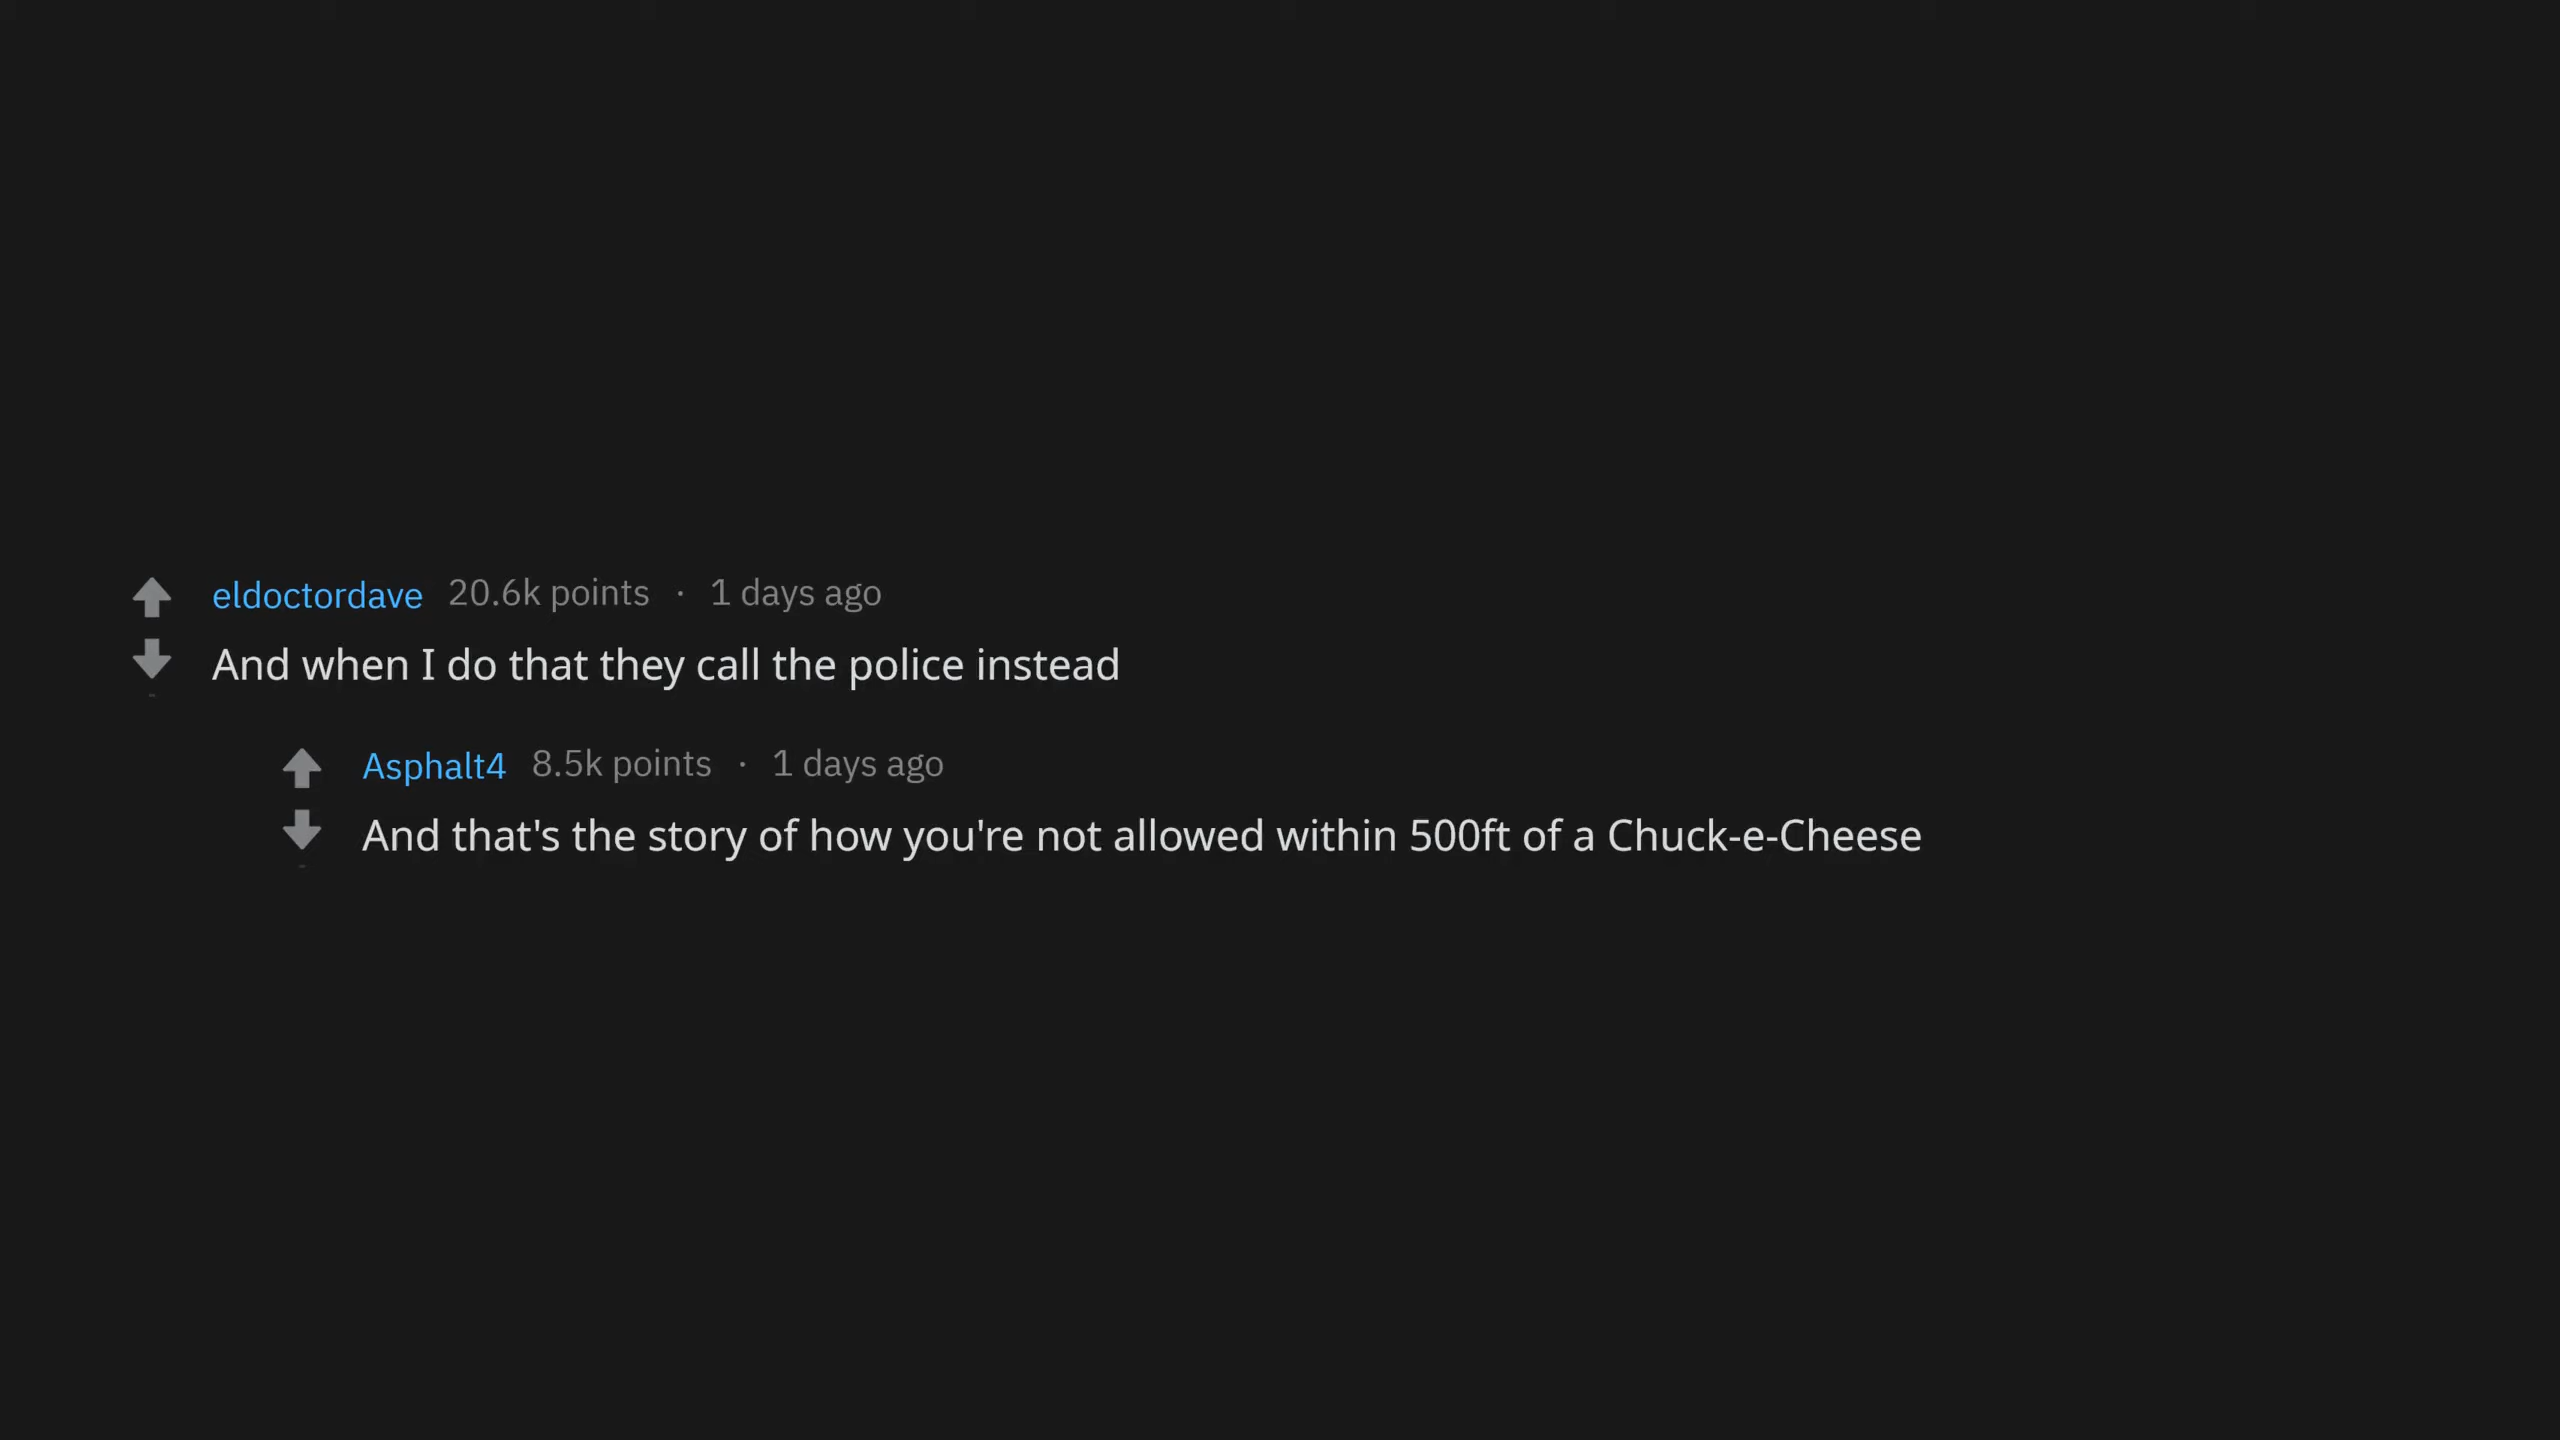 eldoctordave 20.6k points · 1 days ago
And when I do that they call the police instead
Asphalt4 8.5k points · 1 days ago
And that's the story of how you're not allowed within 500ft of a Chuck-e-Cheese